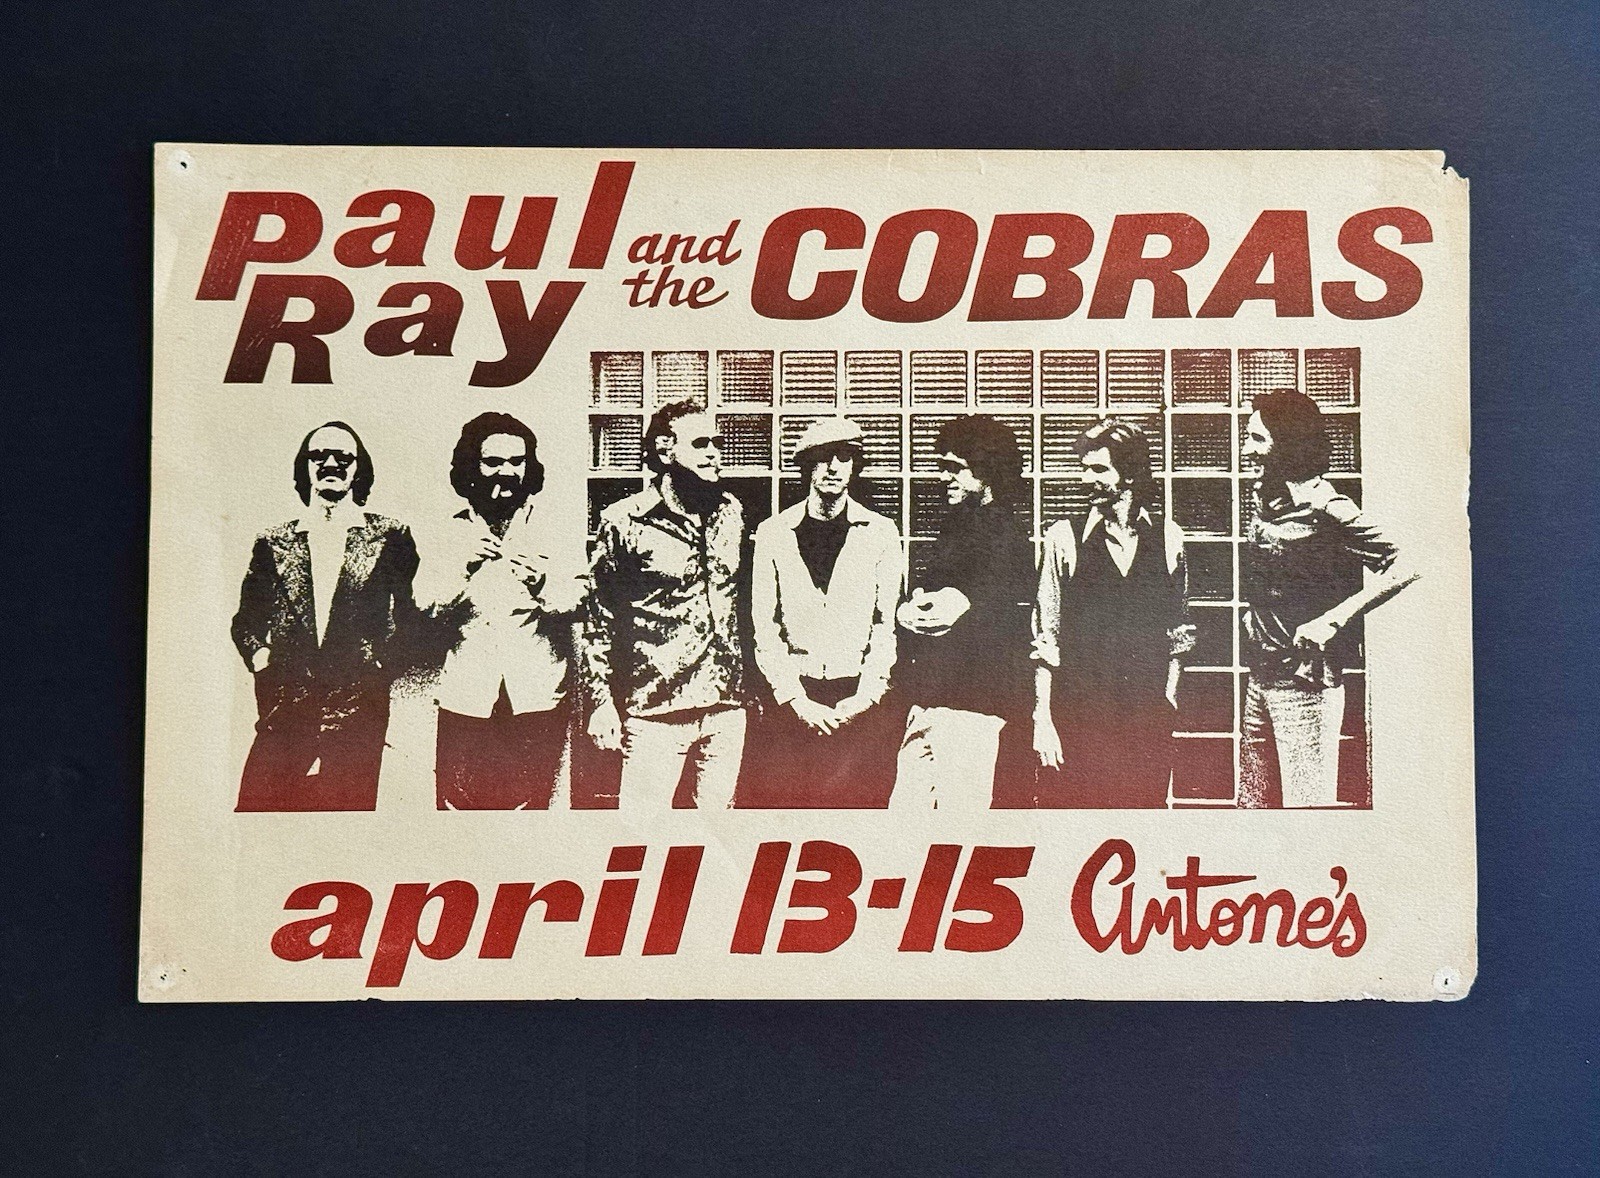 Paul
Ray
and
the
COBRAS
april 13-15
Antone's